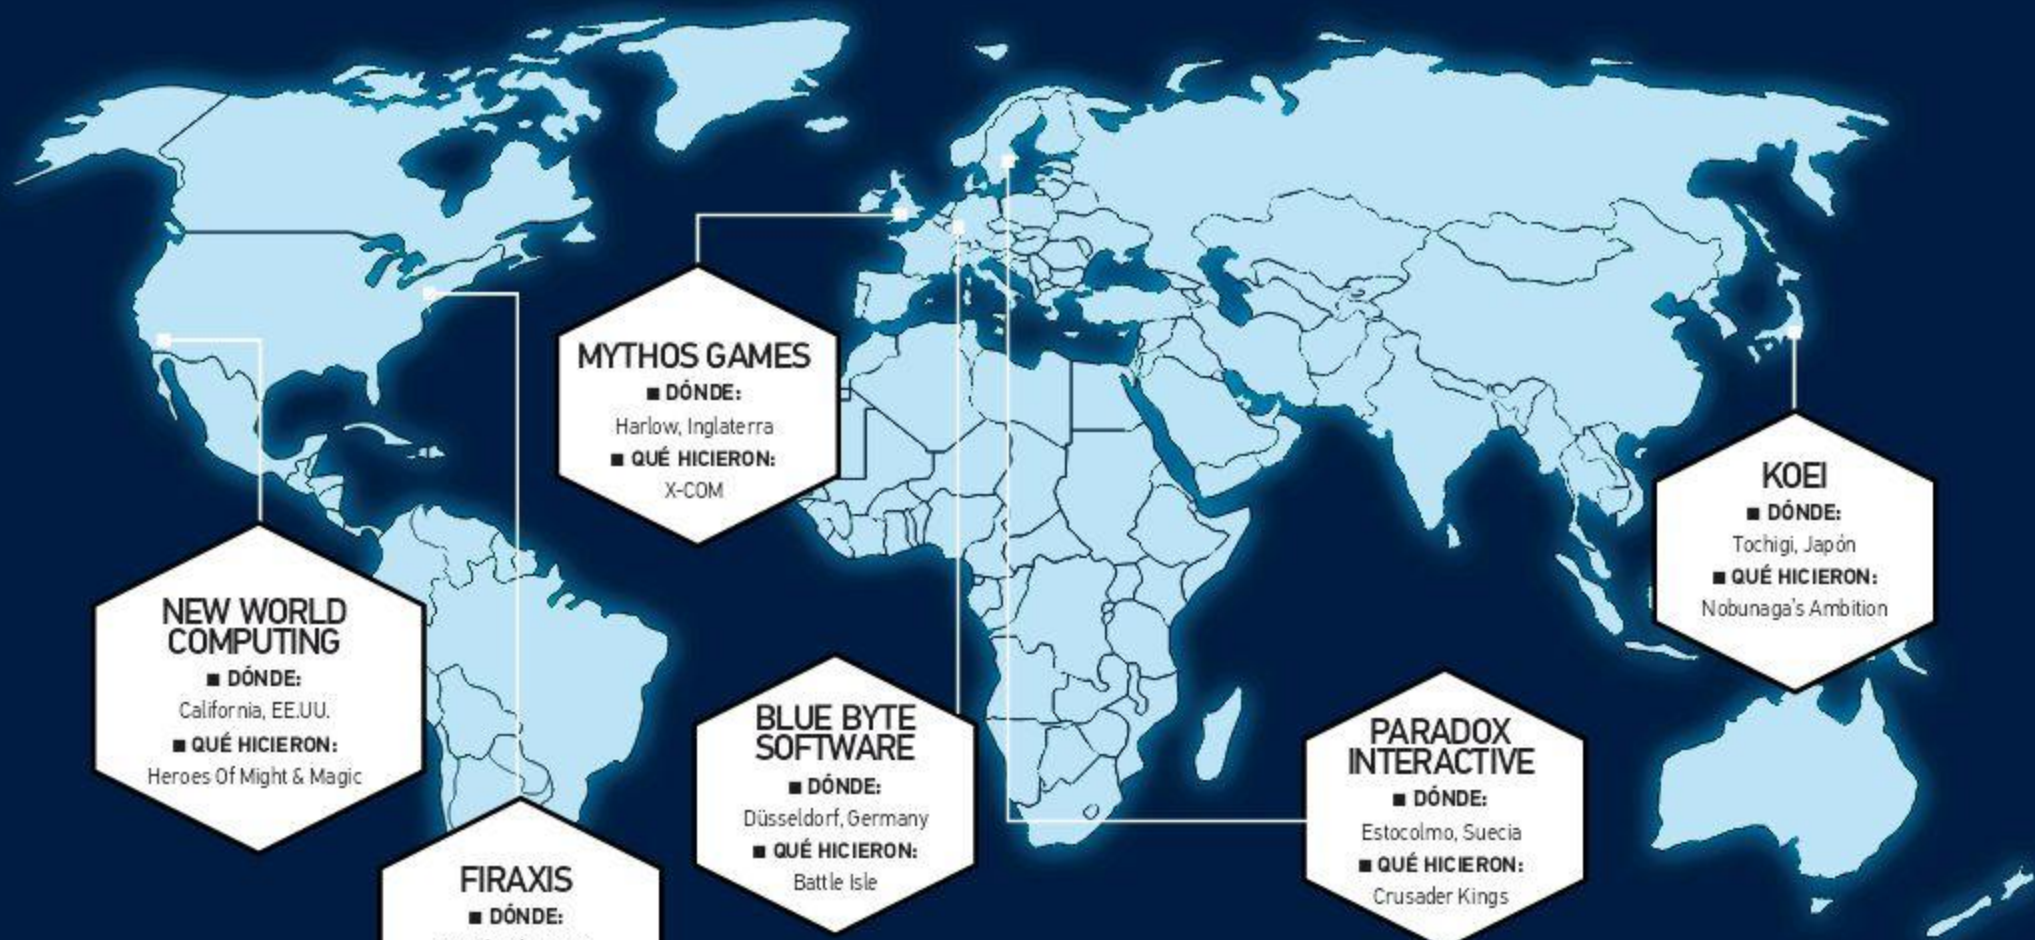 MYTHOS GAMES
■ DÓNDE:
Harlow, Inglaterra
■ QUÉ HICIERON:
X-COM
KOEI
■ DÓNDE:
Tochigi, Japón
■ QUÉ HICIERON:
Nobunaga's Ambition
NEW WORLD
COMPUTING
■ DÓNDE:
California, EE.UU.
■ QUÉ HICIERON:
Heroes Of Might & Magic
BLUE BYTE
SOFTWARE
■ DÓNDE:
Düsseldorf, Germany
■ QUÉ HICIERON:
Battle Isle
PARADOX
INTERACTIVE
■ DÓNDE:
Estocolmo, Suecia
■ QUÉ HICIERON:
Crusader Kings
FIRAXIS
■ DÓNDE: